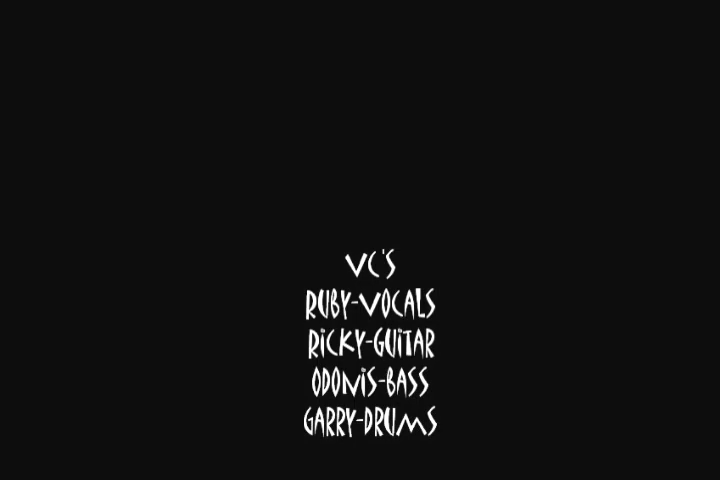 VC'S
RUBY-VOCALS
RICKY-GUITAR
ODONIS-BASS
GARRY-DRUMS